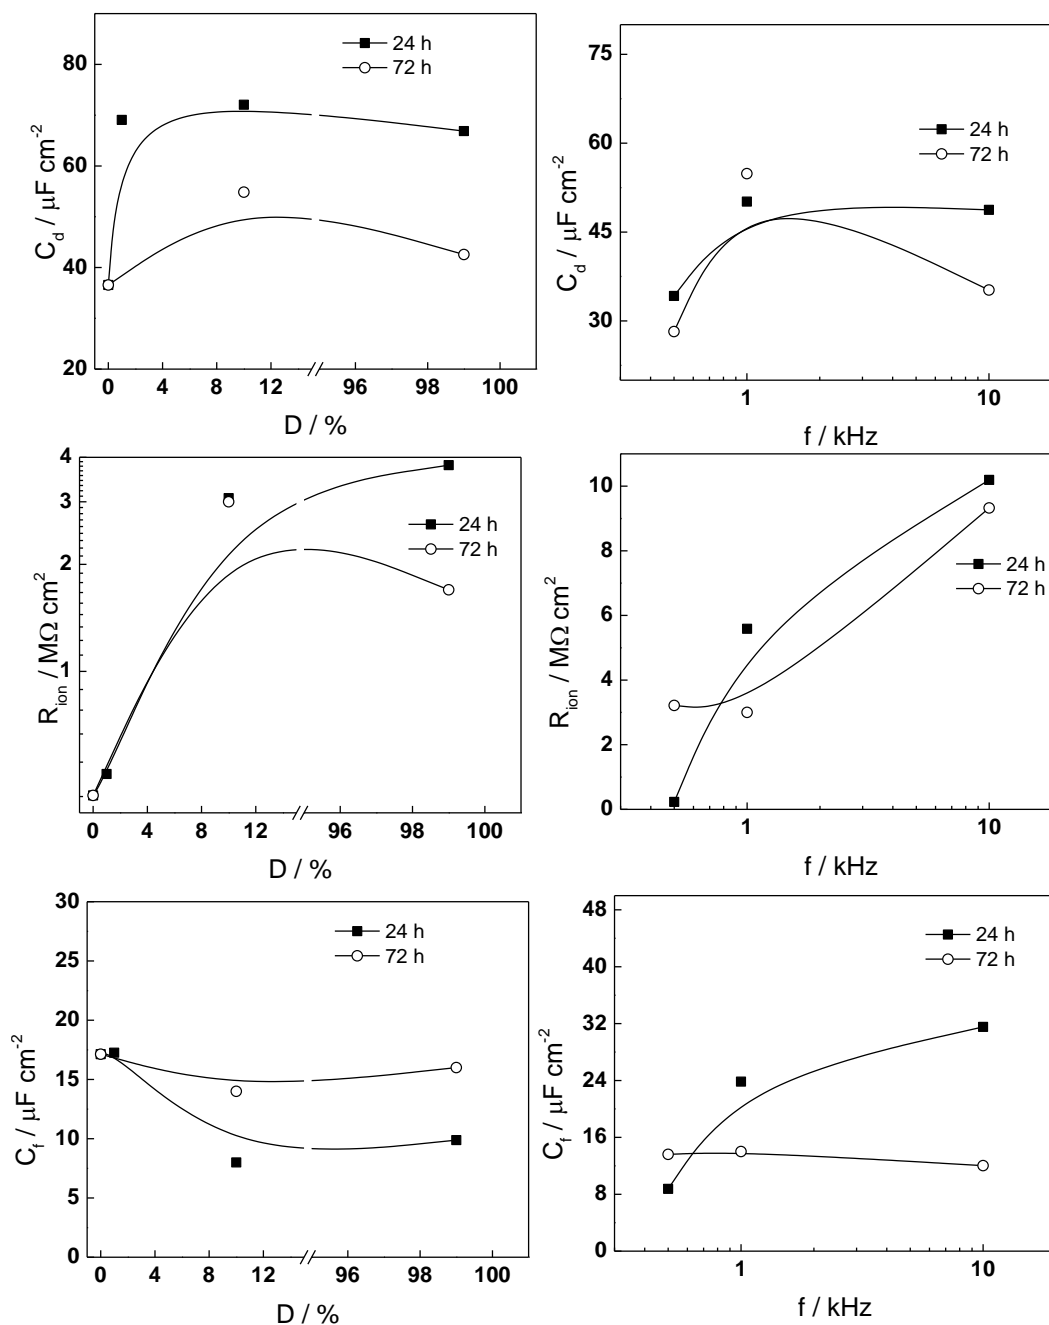 80
60
40
20
C_d / μF cm^-2
24 h
72 h
0 4 8 12 96 98 100
D / %
75
60
45
30
C_d / μF cm^-2
24 h
72 h
1 10
f / kHz
4
3
2
1
R_ion / MΩ cm^2
24 h
72 h
0 4 8 12 96 98 100
D / %
10
8
6
4
2
0
R_ion / MΩ cm^2
24 h
72 h
1 10
f / kHz
30
25
20
15
10
5
0
C_f / μF cm^-2
24 h
72 h
0 4 8 12 96 98 100
D / %
48
40
32
24
16
8
0
C_f / μF cm^-2
24 h
72 h
1 10
f / kHz